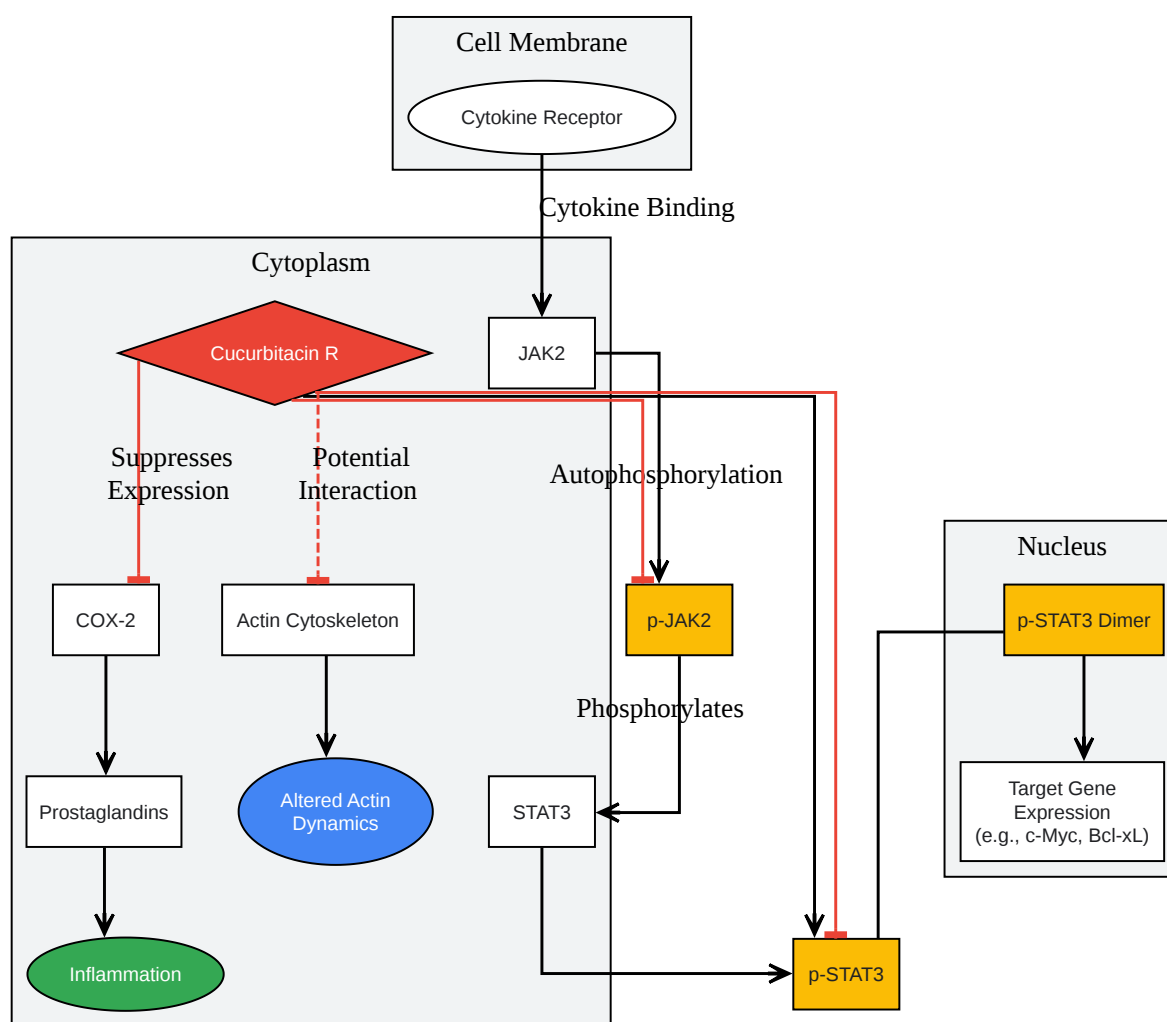 Cell Membrane
Cytokine Receptor
Cytokine Binding
Cytoplasm
Cucurbitacin R
JAK2
Suppresses
Expression
Potential
Interaction
Autophosphorylation
Nucleus
COX-2
Actin Cytoskeleton
p-JAK2
p-STAT3 Dimer
Phosphorylates
Prostaglandins
Altered Actin
Dynamics
STAT3
Target Gene
Expression
(e.g., c-Myc, Bcl-xL)
Inflammation
p-STAT3